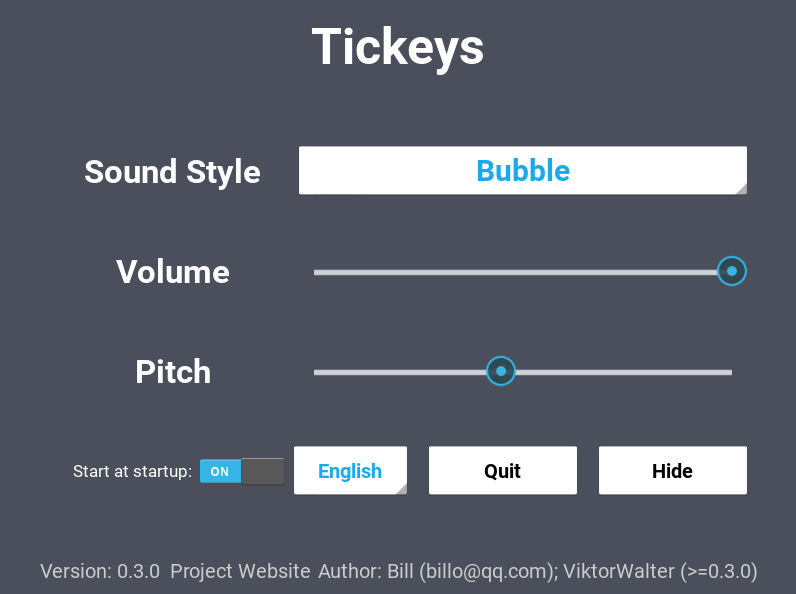 Tickeys
Sound Style
Bubble
Volume
Pitch
Start at startup: ON English Quit Hide
Version: 0.3.0 Project Website Author: Bill (billo@qq.com); ViktorWalter (>=0.3.0)